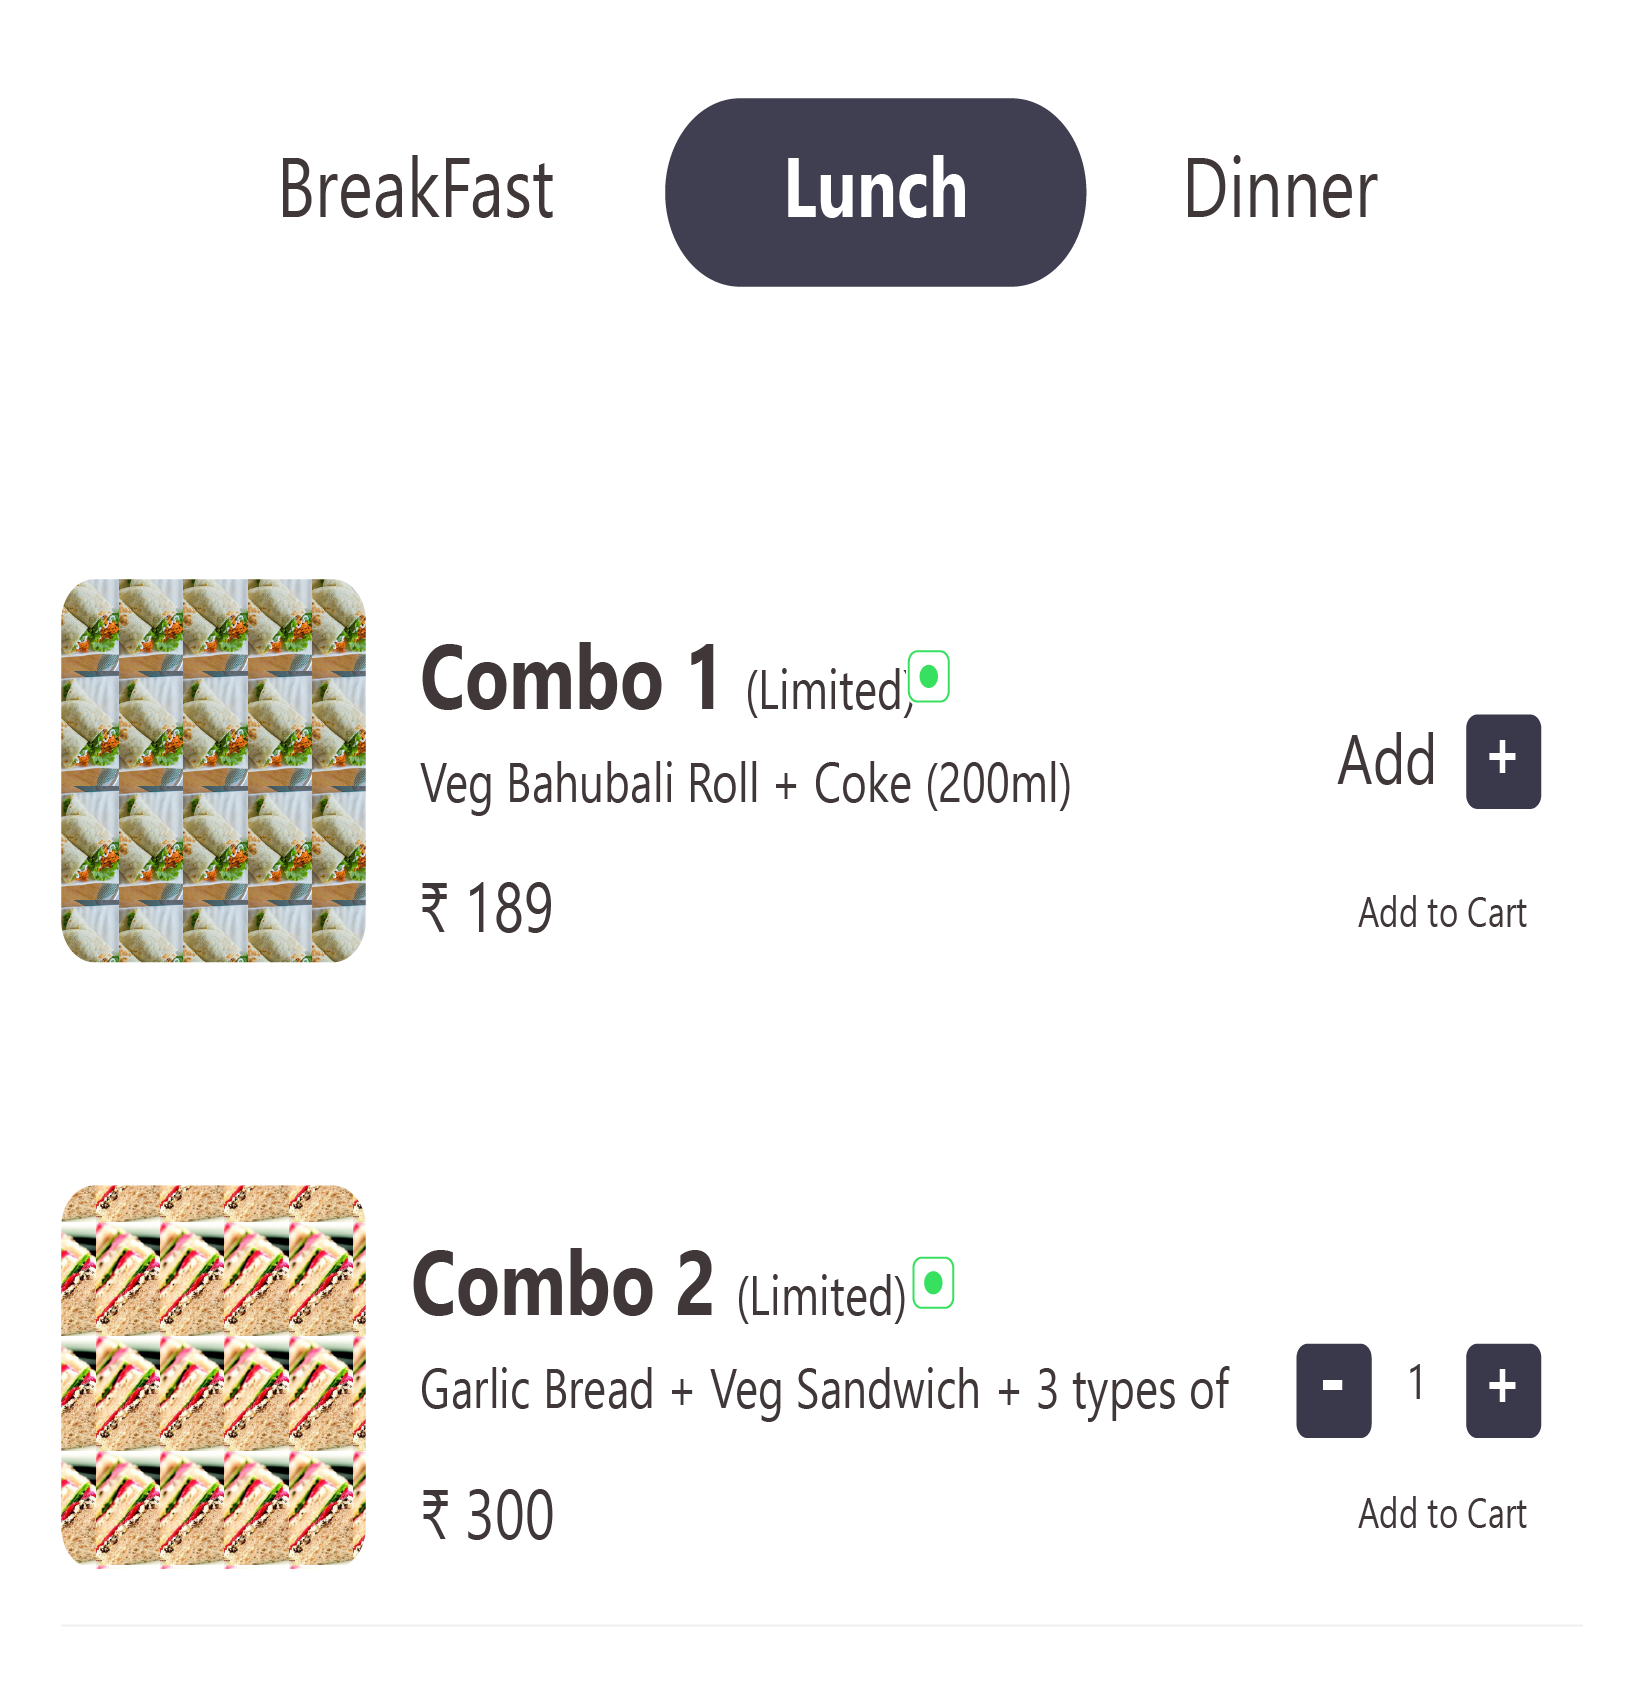 BreakFast Lunch Dinner
Combo 1 (Limited)
Veg Bahubali Roll + Coke (200ml)
Add +
₹ 189
Add to Cart
Combo 2 (Limited)
Garlic Bread + Veg Sandwich + 3 types of
- 1 +
₹ 300
Add to Cart